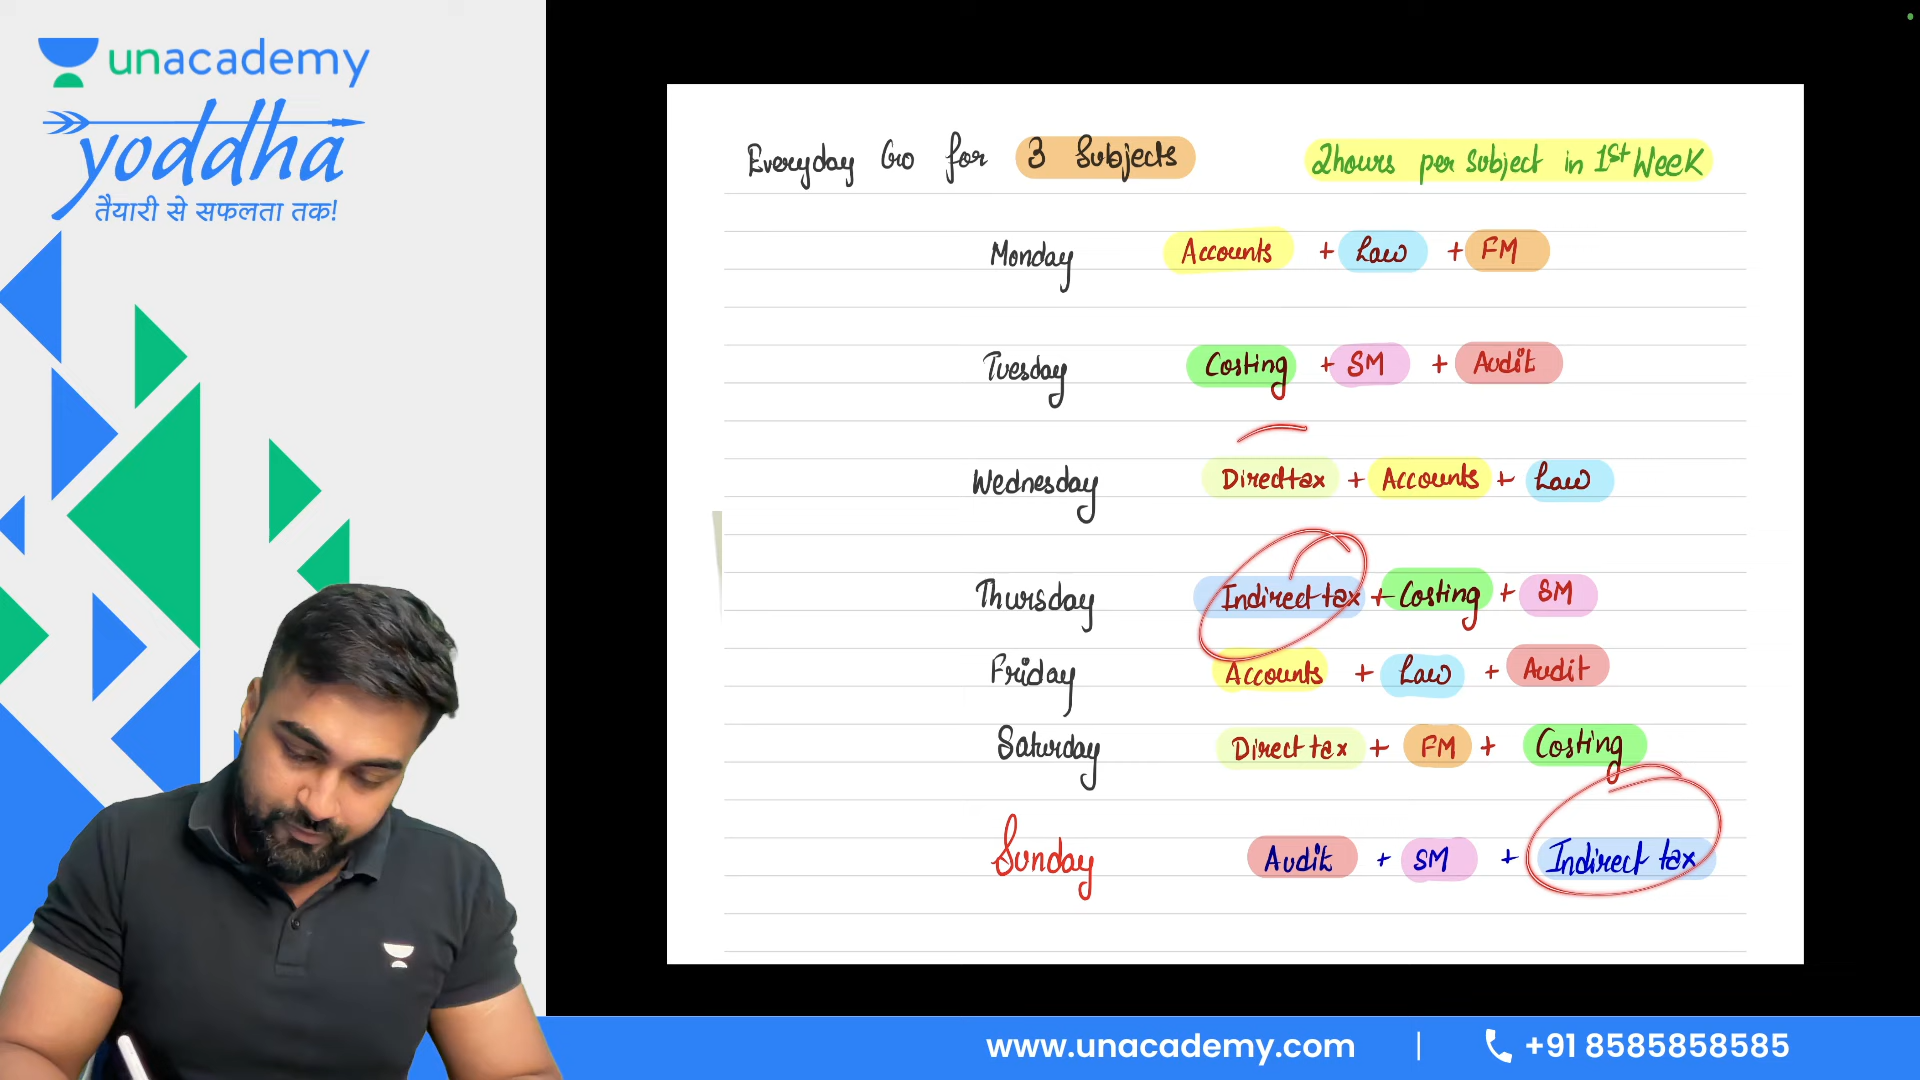 unacademy
yoddha
तैयारी से सफलता तक!
Everyday Go for 3 Subjects 2hours per subject in 1st Week
Monday Accounts + Law + FM
Tuesday Costing + SM + Audit
Wednesday Direct tax + Accounts + Law
Thursday Indirect tax + Costing + SM
Friday Accounts + Law + Audit
Saturday Direct tax + FM + Costing
Sunday Audit + SM + Indirect tax
www.unacademy.com | +91 8585858585